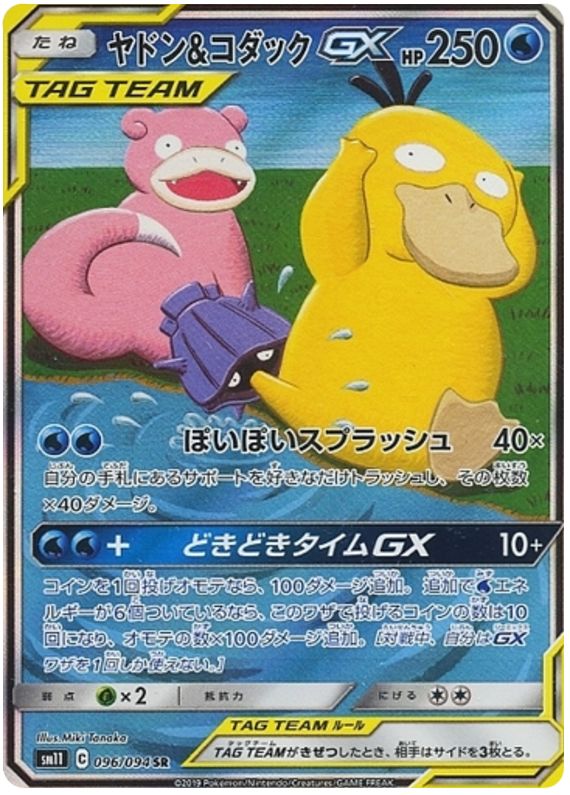 たね ヤドン&コダックGX HP250
TAG TEAM
ぽいぽいスプラッシュ 40×
自分の手札にあるサポートを好きなだけトラッシュし、その枚数
×40ダメージ。
+ どきどきタイムGX 10+
コインを1回投げオモテなら、100ダメージ追加。追加でエネ
ルギーが6個ついているなら、このワザで投げるコインの数は10
回になり、オモテの数×100ダメージ追加。[対戦中、自分はGX
ワザを1回しか使えない。]
弱点 ×2 抵抗力 にげる
TAG TEAM ルール
Illus.Miki Tanaka
TAG TEAMがきぜつしたとき、相手はサイドを3枚とる。
sm11 C 096/094 SR
©2019 Pokémon/Nintendo/Creatures/GAME FREAK.